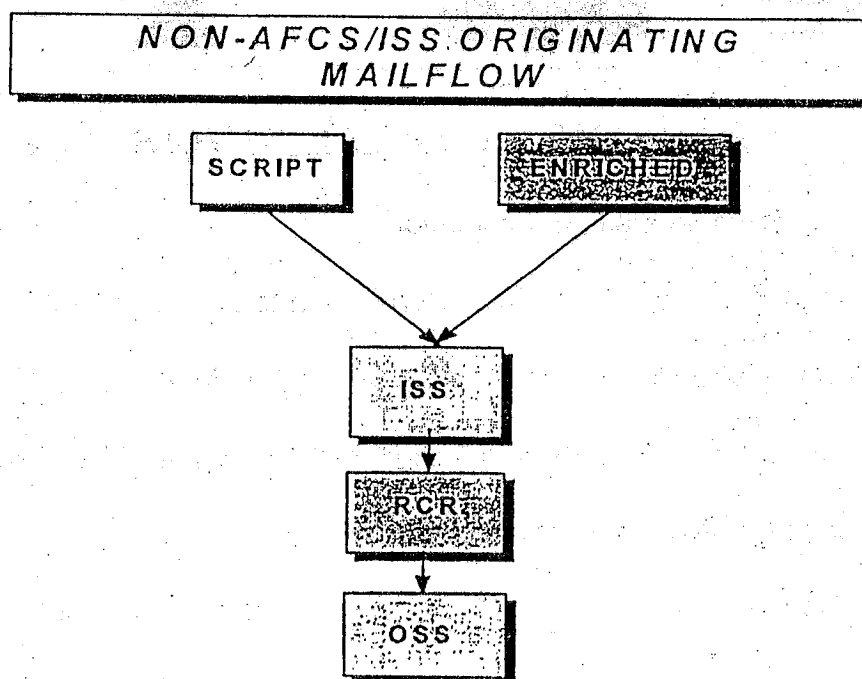 NON-AFCS/ISS ORIGINATING
MAILFLOW
SCRIPT
ENRICHED
ISS
RCR
OSS